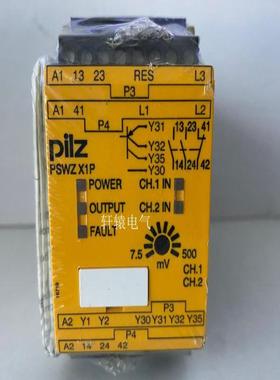 A1 13 23 RES L3
P3
A1 41 L1 L2
P4
pilz
PSWZ X1P
Y31
Y32
Y35
Y30
13 23 41
14 24 42
POWER CH.1 IN
OUTPUT CH.2 IN
FAULT
轩辕电气
7.5 500
mV
CH.1
CH.2
P3
A2 Y1 Y2 Y30 Y31 Y32 Y35
P4
A2 14 24 42